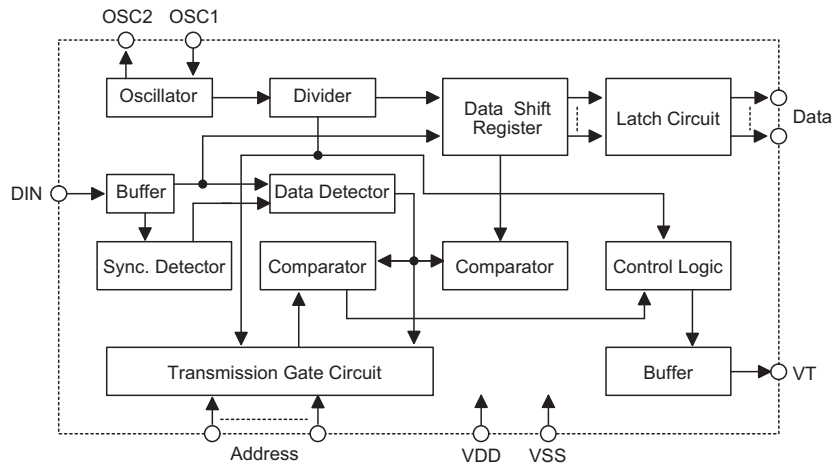 OSC2 OSC1
Oscillator
Divider
Data Shift
Register
Latch Circuit
Data
DIN
Buffer
Data Detector
Sync. Detector
Comparator
Comparator
Control Logic
Transmission Gate Circuit
Buffer
VT
Address
VDD
VSS